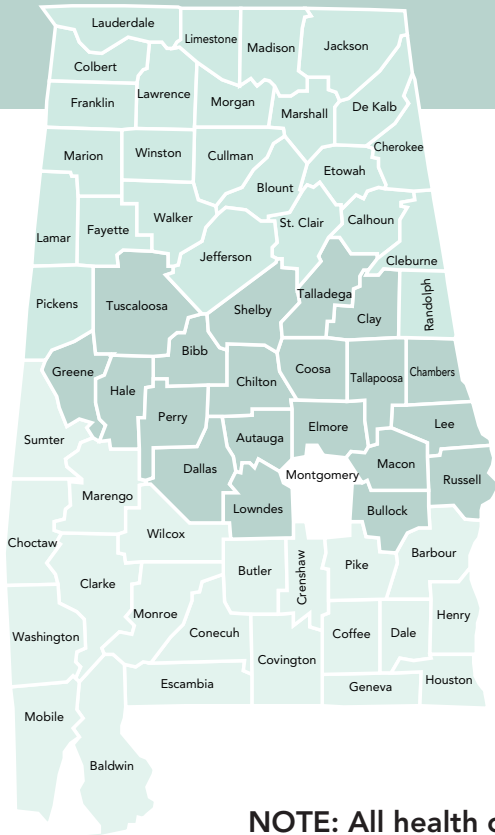 Lauderdale
Limestone
Madison
Jackson
Colbert
Franklin
Lawrence
Morgan
Marshall
De Kalb
Cherokee
Marion
Winston
Cullman
Etowah
Blount
Lamar
Fayette
Walker
St. Clair
Calhoun
Jefferson
Cleburne
Pickens
Tuscaloosa
Shelby
Talladega
Clay
Randolph
Greene
Bibb
Hale
Chilton
Coosa
Tallapoosa
Chambers
Perry
Sumter
Autauga
Elmore
Lee
Dallas
Montgomery
Macon
Russell
Marengo
Lowndes
Bullock
Choctaw
Wilcox
Barbour
Clarke
Butler
Crenshaw
Pike
Monroe
Henry
Washington
Conecuh
Coffee
Dale
Covington
Escambia
Geneva
Houston
Mobile
Baldwin
NOTE: All health